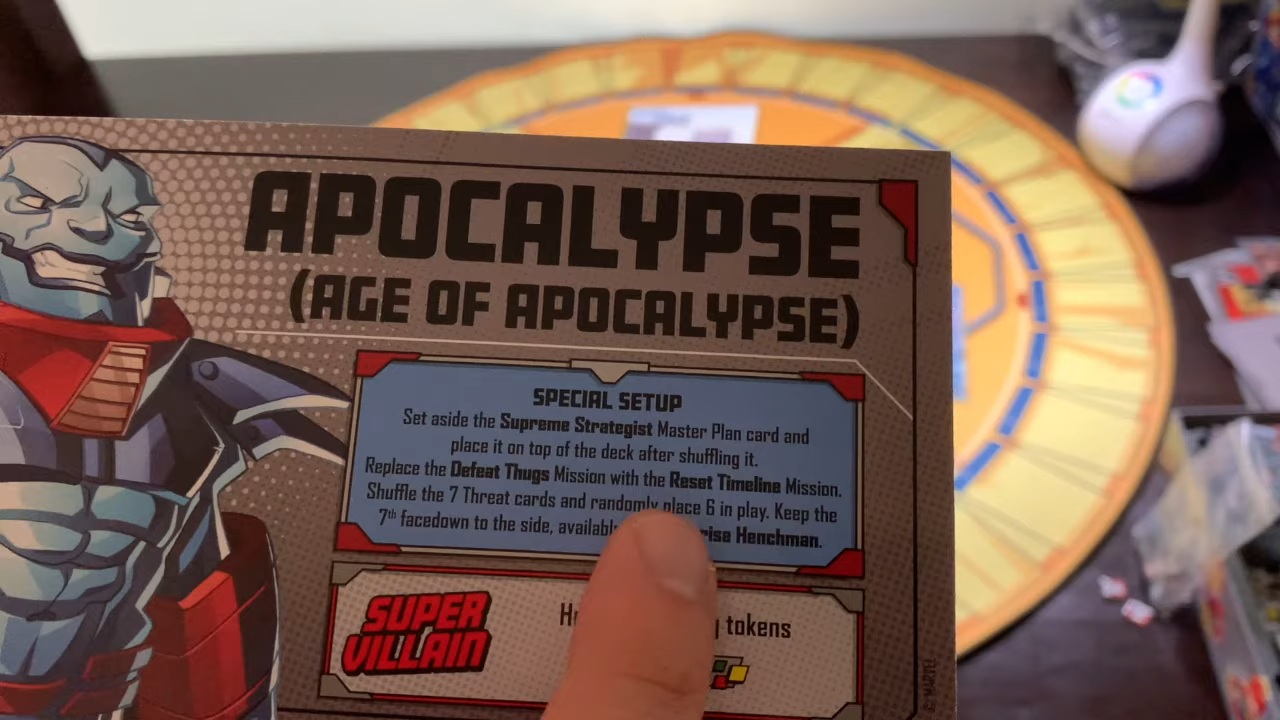 APOCALYPSE
(AGE OF APOCALYPSE)
SPECIAL SETUP
Set aside the Supreme Strategist Master Plan card and
place it on top of the deck after shuffling it.
Replace the Defeat Thugs Mission with the Reset Timeline Mission.
Shuffle the 7 Threat cards and randomly place 6 in play. Keep the
7th facedown to the side, Henchman.
SUPER
VILLAIN
tokens
© MARVEL